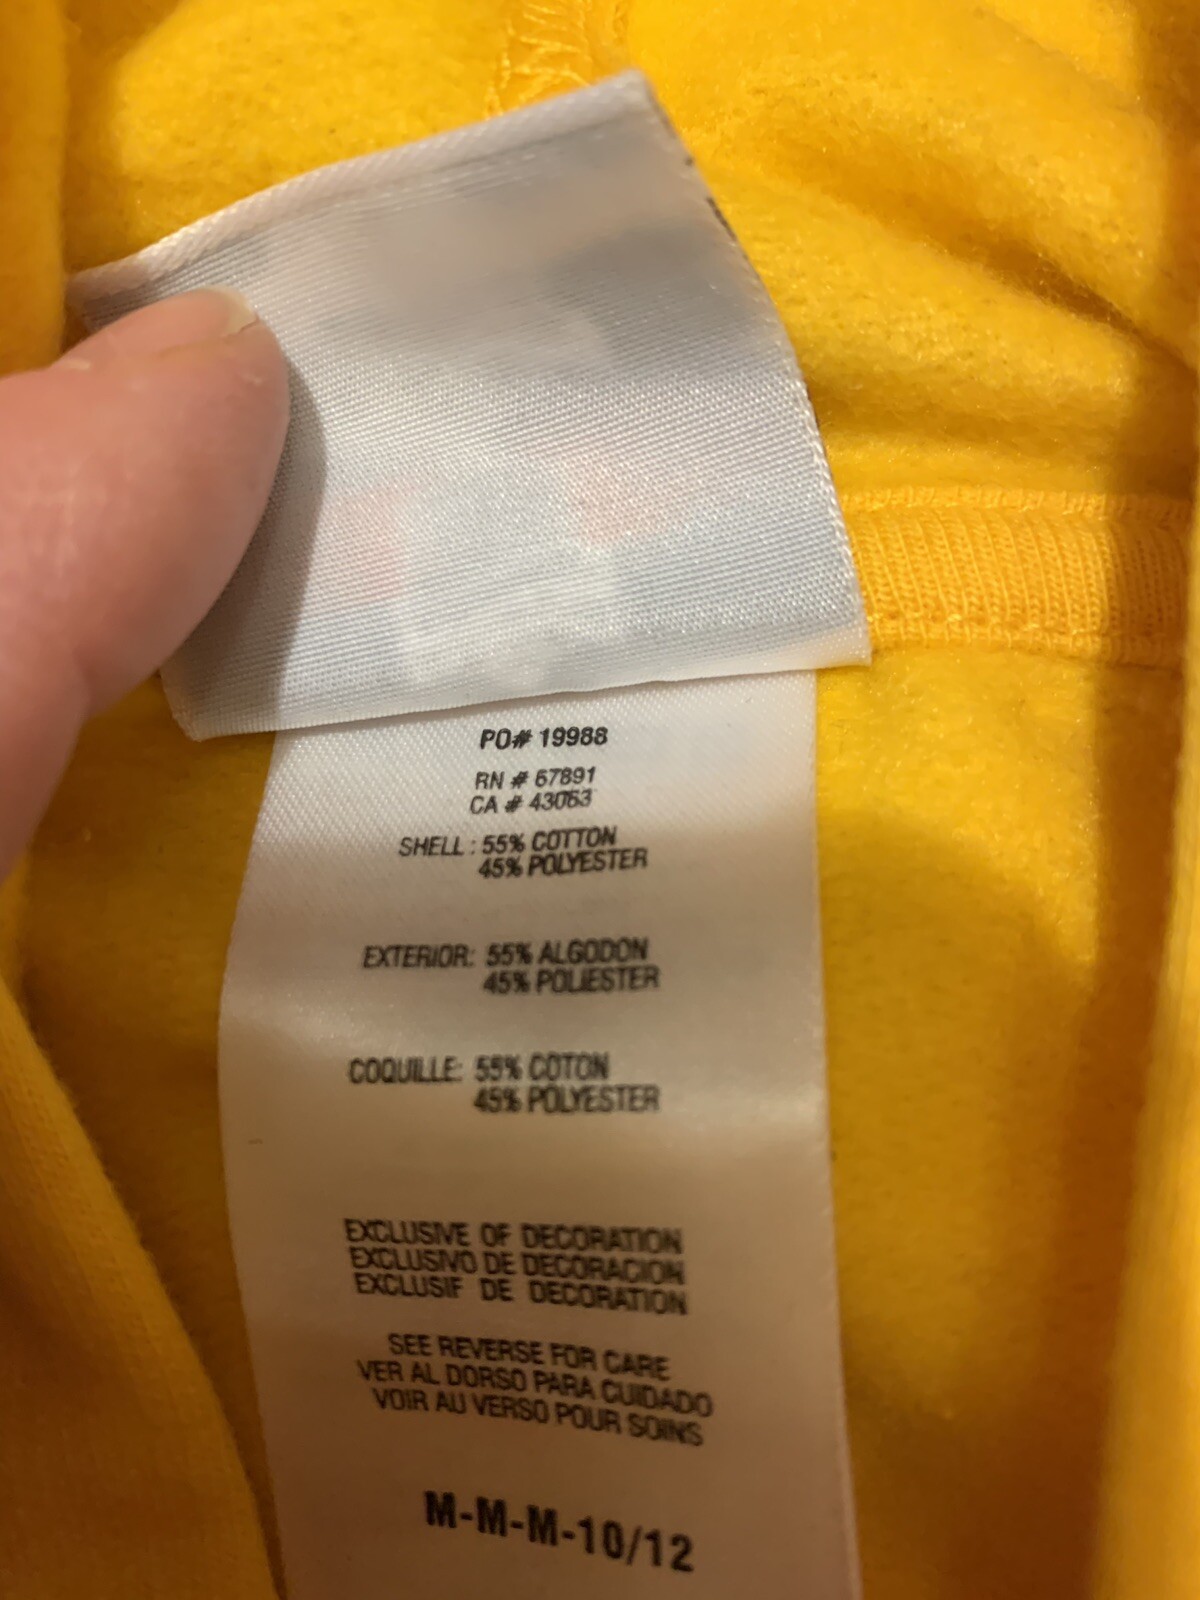 PO# 19988
RN # 67891
CA # 43063
SHELL : 55% COTTON
45% POLYESTER
EXTERIOR: 55% ALGODON
45% POLIESTER
COQUILLE: 55% COTON
45% POLYESTER
EXCLUSIVE OF DECORATION
EXCLUSIVO DE DECORACION
EXCLUSIF DE DECORATION
SEE REVERSE FOR CARE
VER AL DORSO PARA CUIDADO
VOIR AU VERSO POUR SOINS
M-M-M-10/12